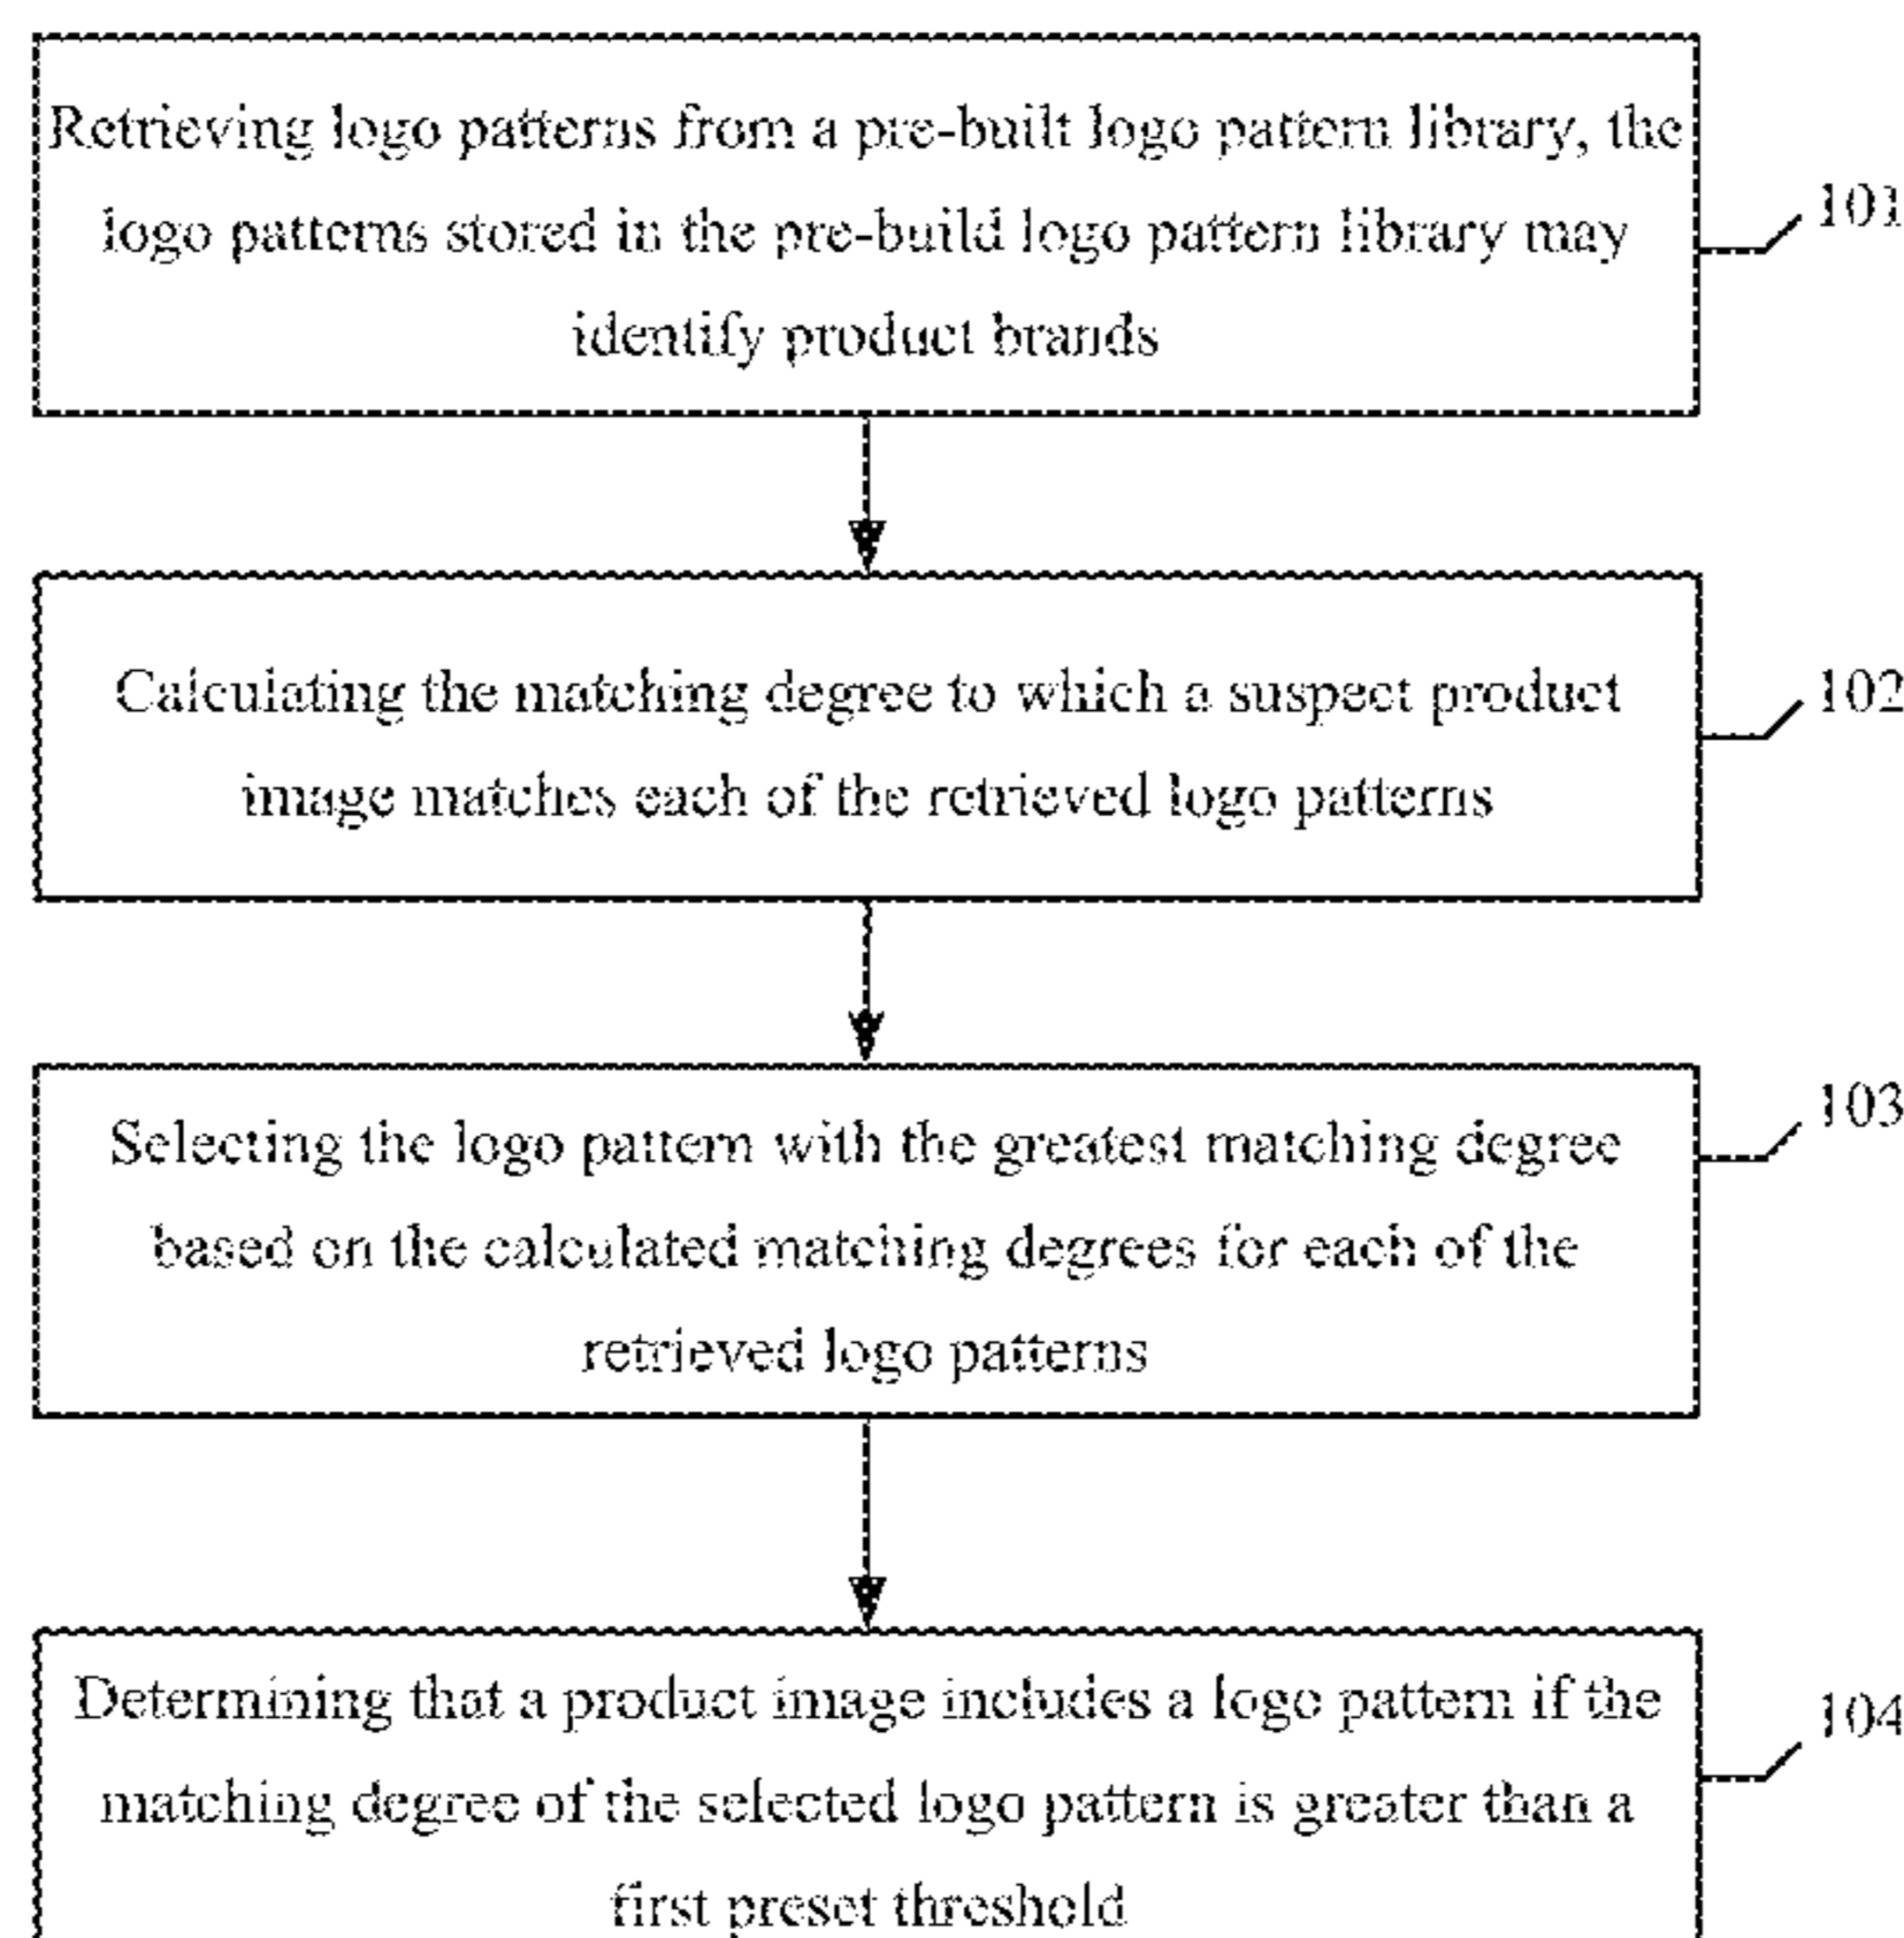 Retrieving logo patterns from a pre-built logo pattern library, the
logo patterns stored in the pre-build logo pattern library may
identify product brands
101
Calculating the matching degree to which a suspect product
image matches each of the retrieved logo patterns
102
Selecting the logo pattern with the greatest matching degree
based on the calculated matching degrees for each of the
retrieved logo patterns
103
Determining that a product image includes a logo pattern if the
matching degree of the selected logo pattern is greater than a
first preset threshold
104